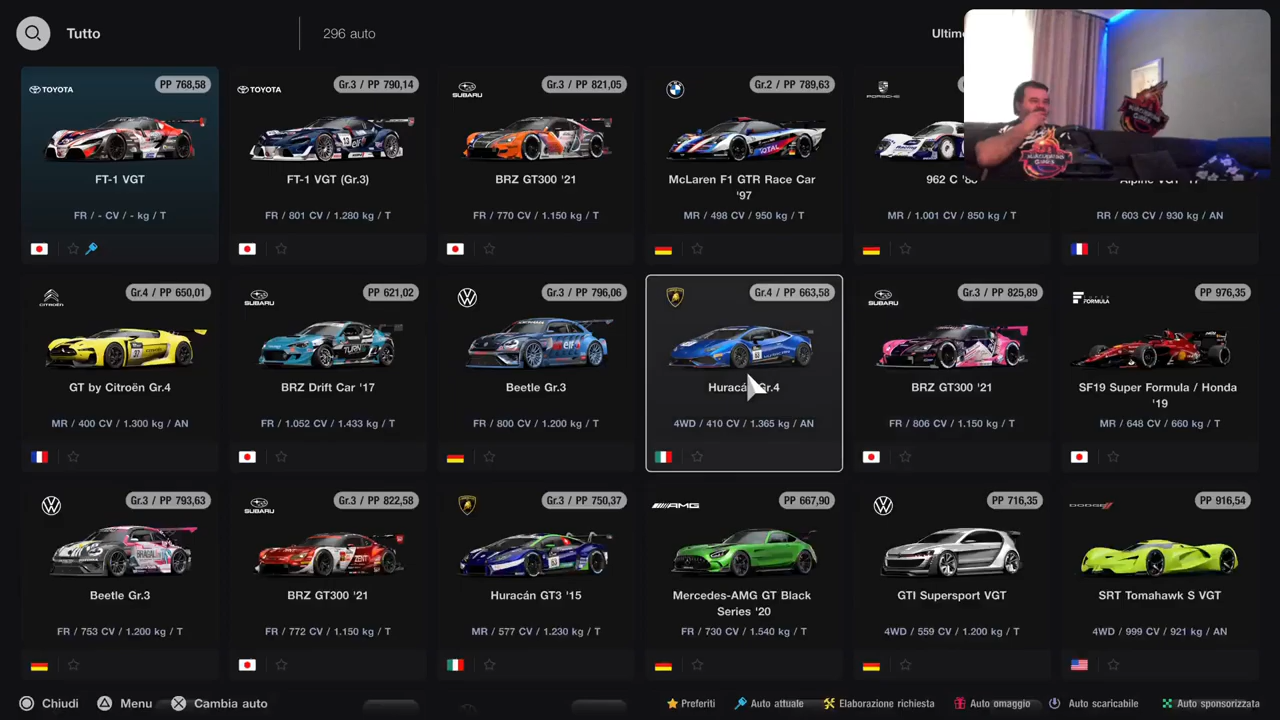 Tutto
296 auto
Ultime
TOYOTA
PP 768,58
FT-1 VGT
FR / - CV / - kg / T
TOYOTA
Gr.3 / PP 790,14
FT-1 VGT (Gr.3)
FR / 801 CV / 1.280 kg / T
SUBARU
Gr.3 / PP 821,05
BRZ GT300 '21
FR / 770 CV / 1.150 kg / T
Gr.2 / PP 789,63
McLaren F1 GTR Race Car
'97
MR / 498 CV / 950 kg / T
PORSCHE
962 C '8
MR / 1.001 CV / 850 kg / T
RR / 603 CV / 930 kg / AN
CITROËN
Gr.4 / PP 650,01
GT by Citroën Gr.4
MR / 400 CV / 1.300 kg / AN
SUBARU
PP 621,02
BRZ Drift Car '17
FR / 1.052 CV / 1.433 kg / T
Gr.3 / PP 796,06
Beetle Gr.3
FR / 800 CV / 1.200 kg / T
Gr.4 / PP 663,58
Huracán Gr.4
4WD / 410 CV / 1.365 kg / AN
SUBARU
Gr.3 / PP 825,89
BRZ GT300 '21
FR / 806 CV / 1.150 kg / T
SUPER
FORMULA
PP 976,35
SF19 Super Formula / Honda
'19
MR / 648 CV / 660 kg / T
Gr.3 / PP 793,63
Beetle Gr.3
FR / 753 CV / 1.200 kg / T
SUBARU
Gr.3 / PP 822,58
BRZ GT300 '21
FR / 772 CV / 1.150 kg / T
Gr.3 / PP 750,37
Huracán GT3 '15
MR / 577 CV / 1.230 kg / T
AMG
PP 667,90
Mercedes-AMG GT Black
Series '20
FR / 730 CV / 1.540 kg / T
PP 716,35
GTI Supersport VGT
4WD / 559 CV / 1.200 kg / T
DODGE
PP 916,54
SRT Tomahawk S VGT
4WD / 999 CV / 921 kg / AN
Chiudi
Menu
Cambia auto
Preferiti
Auto attuale
Elaborazione richiesta
Auto omaggio
Auto scaricabile
Auto sponsorizzata